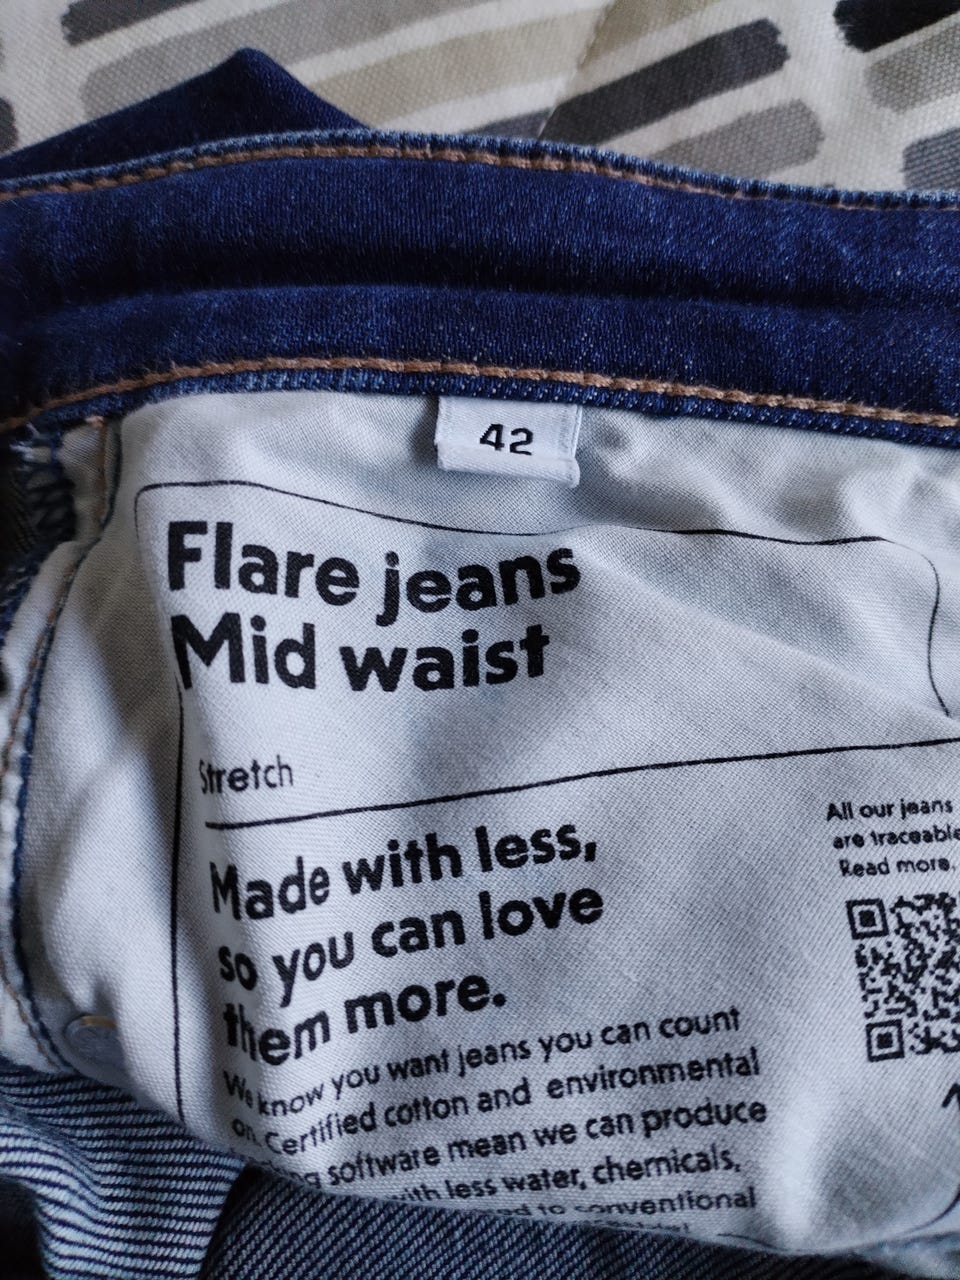 42
Flare jeans
Mid waist
Stretch
Made with less,
so you can love
them more.
We know you want jeans you can count
on. Certified cotton and environmental
software mean we can produce
with less water, chemicals,
to conventional
All our jeans
are traceable
Read more.